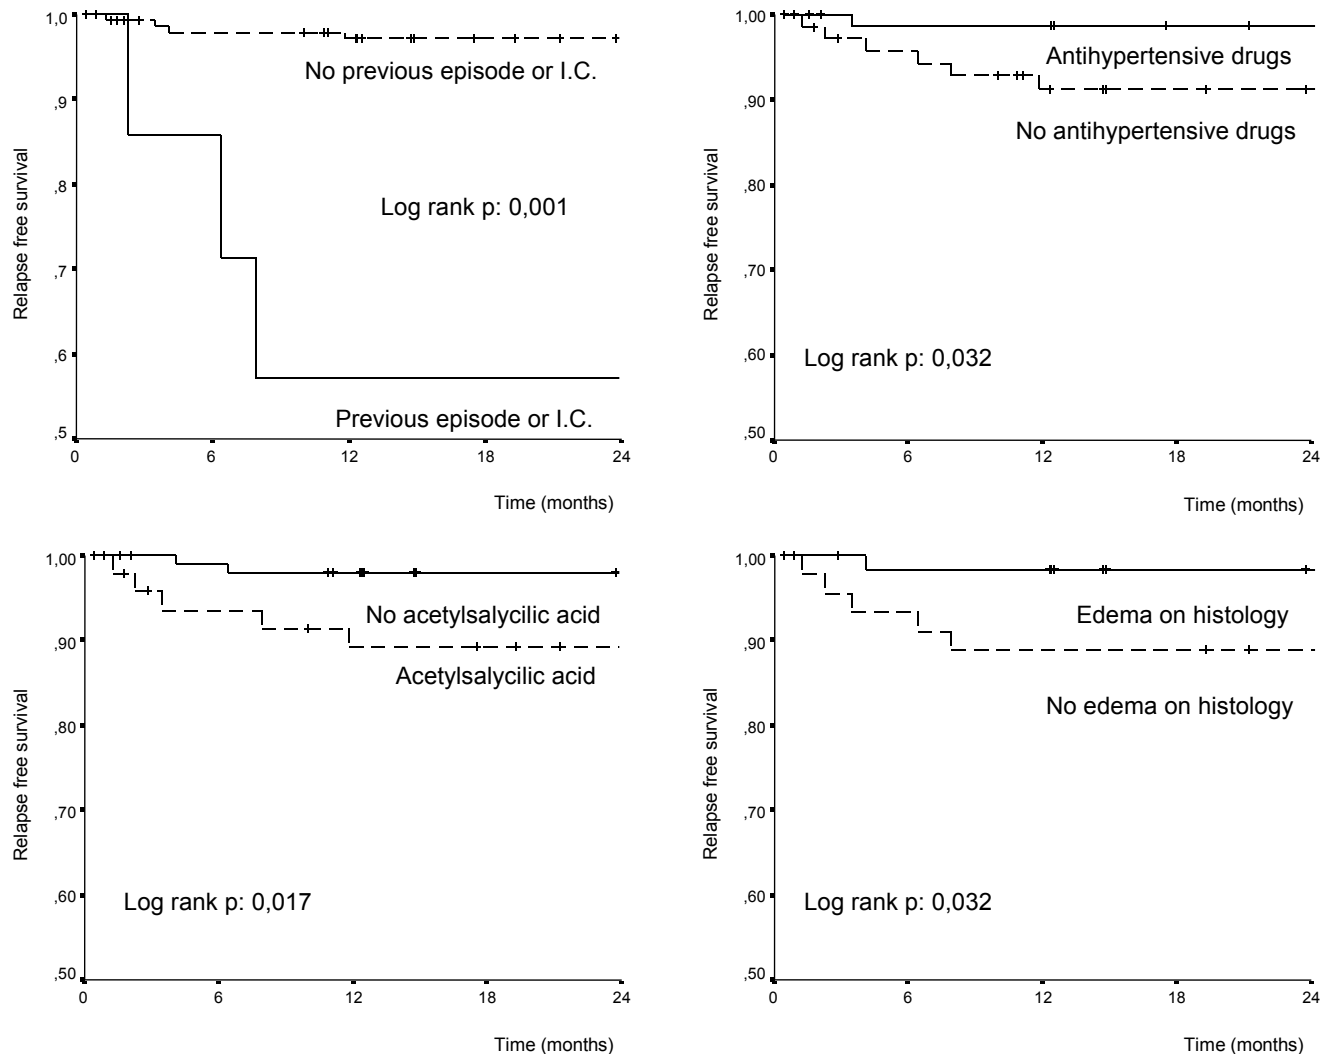 Relapse free survival
1,0
,9
,8
,7
,6
,5
No previous episode or I.C.
Log rank p: 0,001
Previous episode or I.C.
0 6 12 18 24
Time (months)
Relapse free survival
1,00
,90
,80
,70
,60
,50
Antihypertensive drugs
No antihypertensive drugs
Log rank p: 0,032
0 6 12 18 24
Time (months)
Relapse free survival
1,00
,90
,80
,70
,60
,50
No acetylsalycilic acid
Acetylsalycilic acid
Log rank p: 0,017
0 6 12 18 24
Time (months)
Relapse free survival
1,00
,90
,80
,70
,60
,50
Edema on histology
No edema on histology
Log rank p: 0,032
0 6 12 18 24
Time (months)